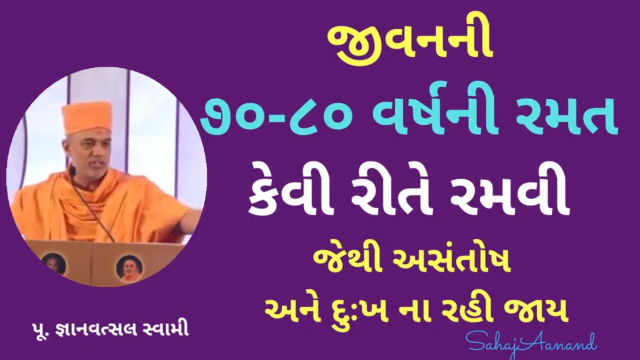 જીવનની
૭૦-૮૦ વર્ષની રમત
કેવી રીતે રમવી
જેથી અસંતોષ
અને દુઃખ ના રહી જાય
પૂ. જ્ઞાનવત્સલ સ્વામી
SahajAanand